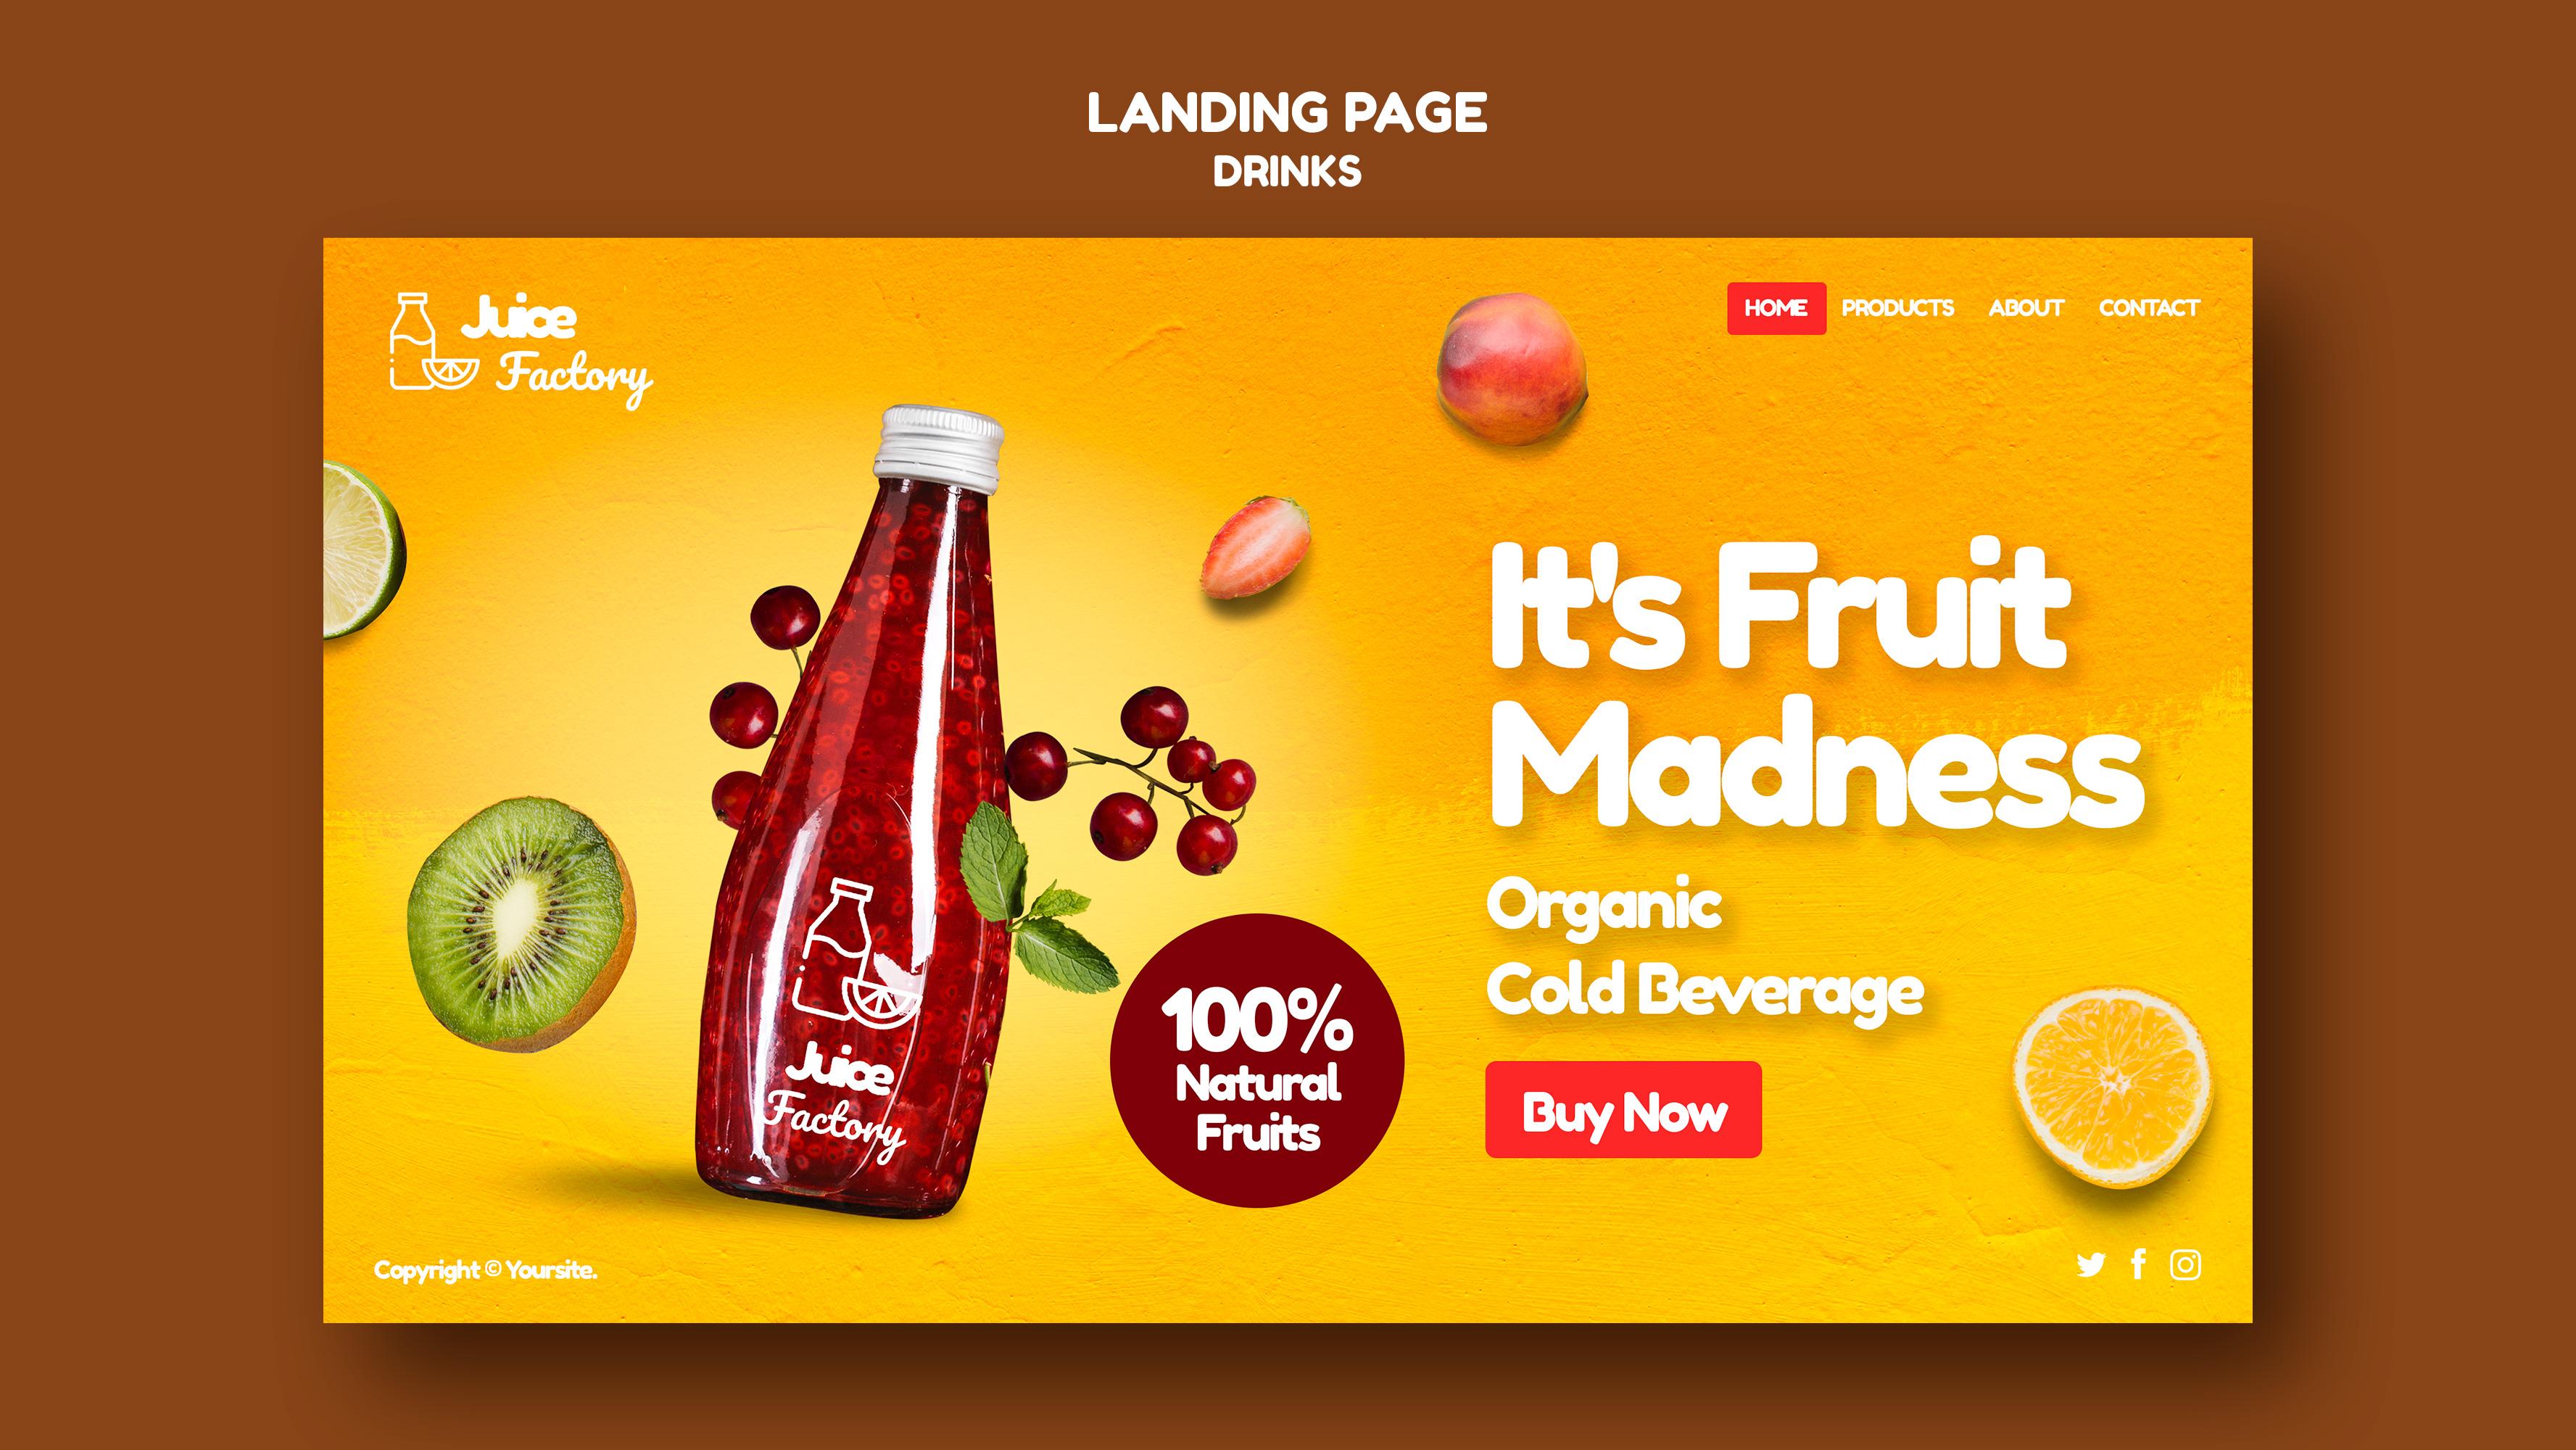 LANDING PAGE
DRINKS
Juice
Factory
HOME PRODUCTS ABOUT CONTACT
It's Fruit
Madness
Organic
Cold Beverage
Buy Now
100%
Natural
Fruits
Juice
Factory
Copyright © Yoursite.